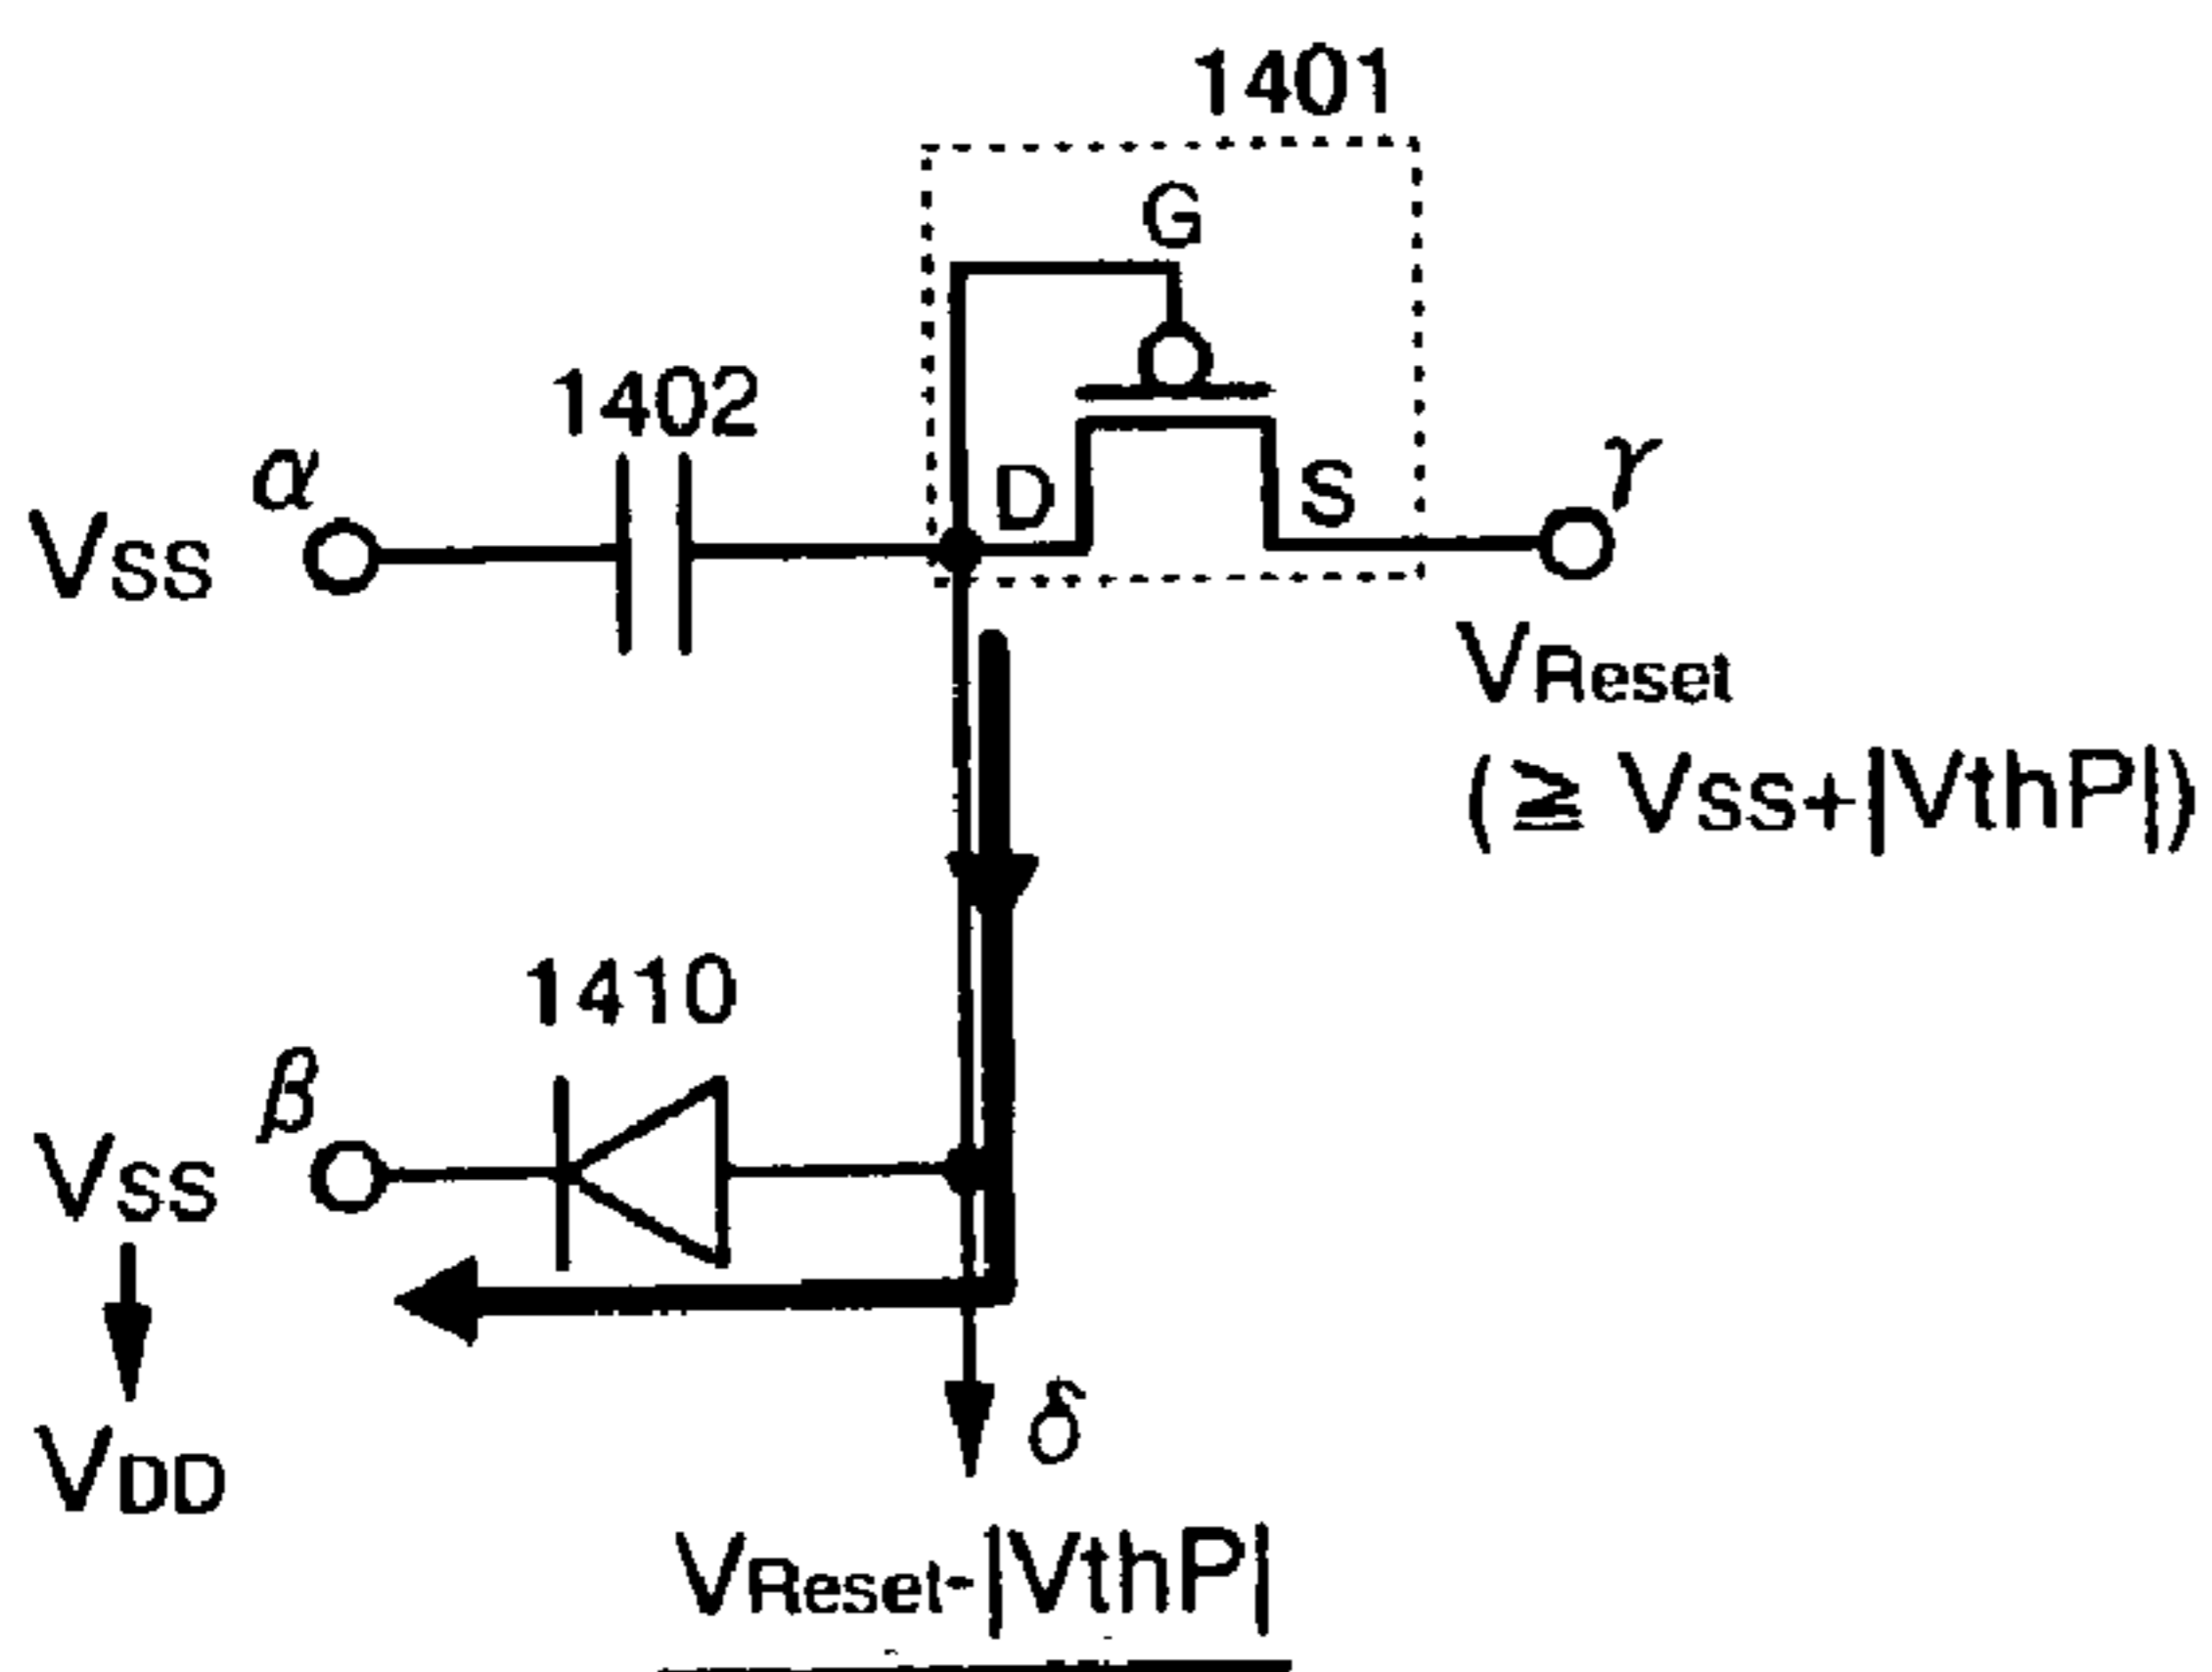 1401
G
1402
α
D
S
γ
VSS
VReset
(≧ VSS+|VthP|)
1410
β
VSS
VDD
δ
VReset-|VthP|